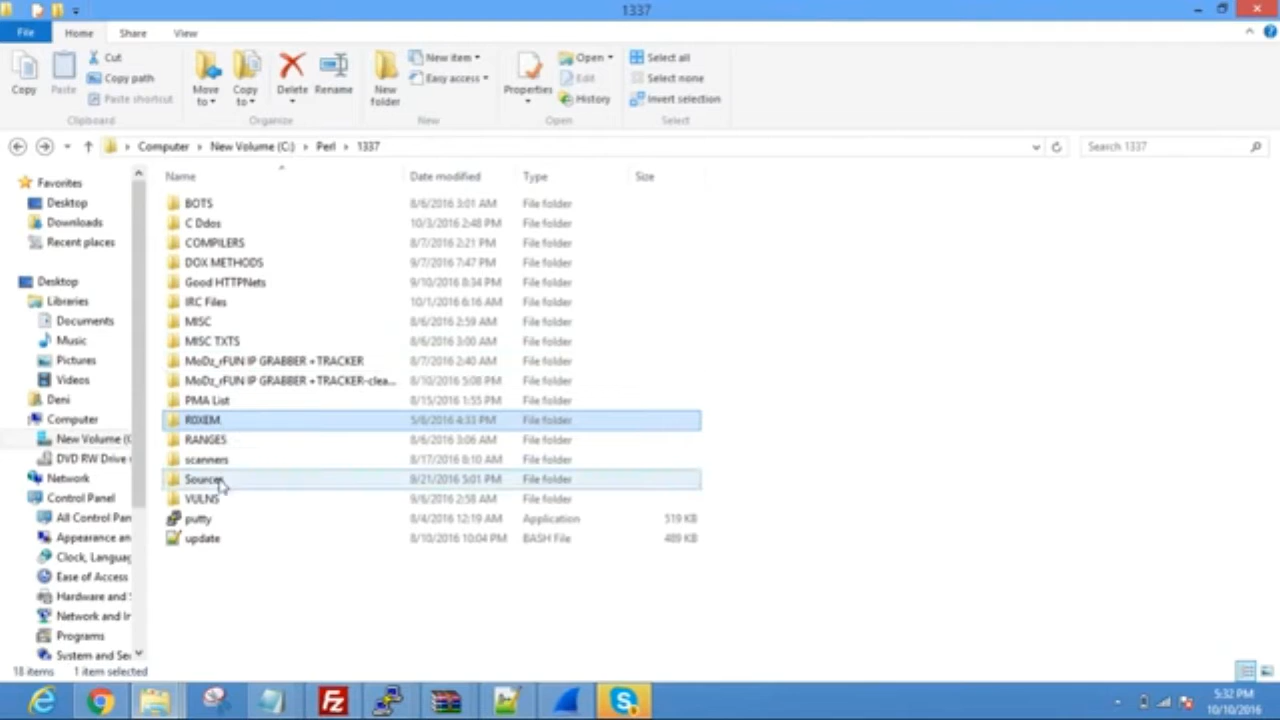 1337
File Home Share View
Copy Paste Cut Copy path Paste shortcut Move to Copy to Delete Rename New folder New item Easy access Properties Open Edit History Select all Select none Invert selection
Clipboard Organize New Open Select
Computer New Volume (C:) Perl 1337 Search 1337
Name Date modified Type Size
Favorites
Desktop
Downloads
Recent places
Desktop
Libraries
Documents
Music
Pictures
Videos
Deni
Computer
New Volume (
DVD RW Drive
Network
Control Panel
All Control Pan
Appearance an
Clock, Languag
Ease of Access
Hardware and S
Network and In
Programs
System and Sec
BOTS 8/6/2016 3:01 AM File folder
C Ddos 10/3/2016 2:48 PM File folder
COMPILERS 8/7/2016 2:21 PM File folder
DOX METHODS 9/7/2016 7:47 PM File folder
Good HTTPNets 9/10/2016 8:34 PM File folder
IRC Files 10/1/2016 6:16 AM File folder
MISC 8/6/2016 2:59 AM File folder
MISC TXTS 8/6/2016 3:00 AM File folder
MoDz_rFUN IP GRABBER + TRACKER 8/7/2016 2:40 AM File folder
MoDz_rFUN IP GRABBER + TRACKER-clea... 8/10/2016 5:08 PM File folder
PMA List 8/15/2016 1:55 PM File folder
R0XEM 5/8/2016 4:33 PM File folder
RANGES 8/6/2016 3:06 AM File folder
scanners 8/17/2016 8:10 AM File folder
Sources 8/21/2016 5:01 PM File folder
VULNS 9/6/2016 2:58 AM File folder
putty 8/4/2016 12:19 AM Application 519 KB
update 8/10/2016 10:04 PM BASH File 489 KB
18 items 1 item selected
5:32 PM
10/10/2016